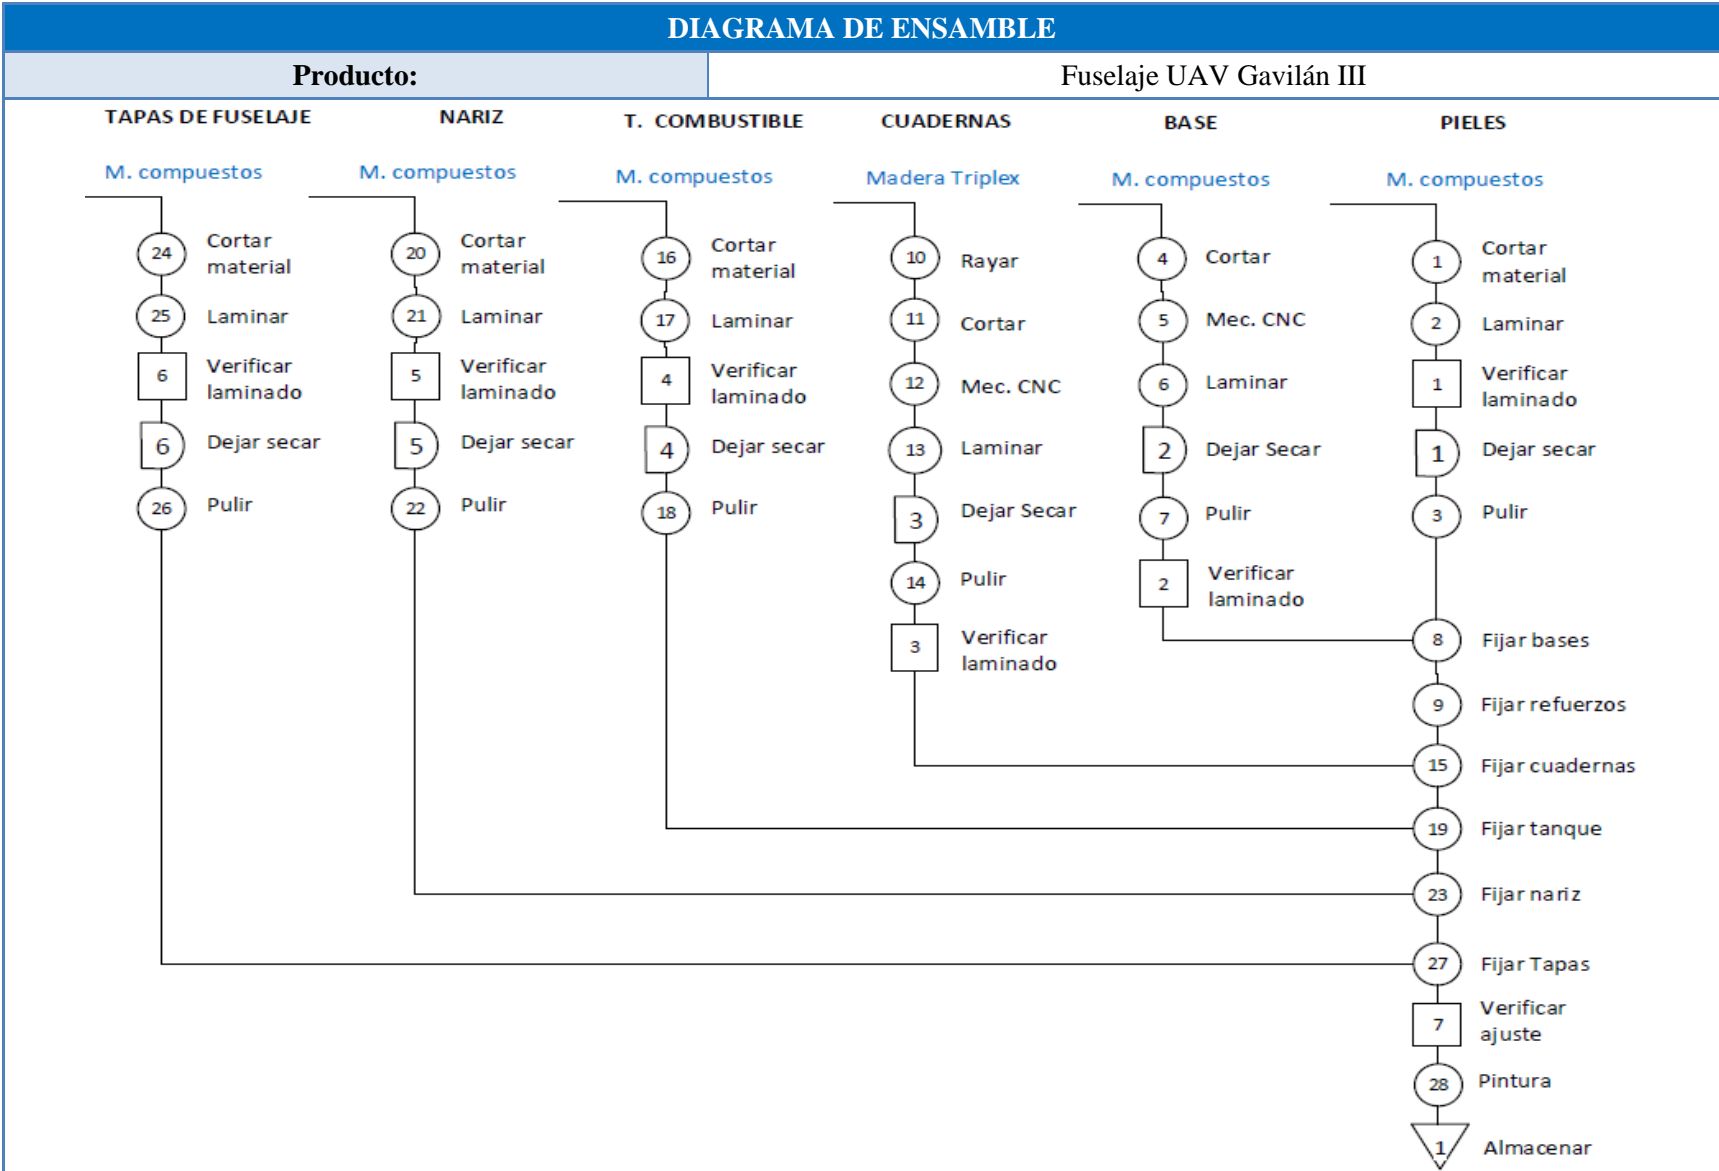 DIAGRAMA DE ENSAMBLE
Producto:
Fuselaje UAV Gavilán III
TAPAS DE FUSELAJE
M. compuestos
24
Cortar
material
25
Laminar
6
Verificar
laminado
6
Dejar secar
26
Pulir
NARIZ
M. compuestos
20
Cortar
material
21
Laminar
5
Verificar
laminado
5
Dejar secar
22
Pulir
T. COMBUSTIBLE
M. compuestos
16
Cortar
material
17
Laminar
4
Verificar
laminado
4
Dejar secar
18
Pulir
CUADERNAS
Madera Triplex
10
Rayar
11
Cortar
12
Mec. CNC
13
Laminar
3
Dejar Secar
14
Pulir
3
Verificar
laminado
BASE
M. compuestos
4
Cortar
5
Mec. CNC
6
Laminar
2
Dejar Secar
7
Pulir
2
Verificar
laminado
PIELES
M. compuestos
1
Cortar
material
2
Laminar
1
Verificar
laminado
1
Dejar secar
3
Pulir
8
Fijar bases
9
Fijar refuerzos
15
Fijar cuadernas
19
Fijar tanque
23
Fijar nariz
27
Fijar Tapas
7
Verificar
ajuste
28
Pintura
1
Almacenar